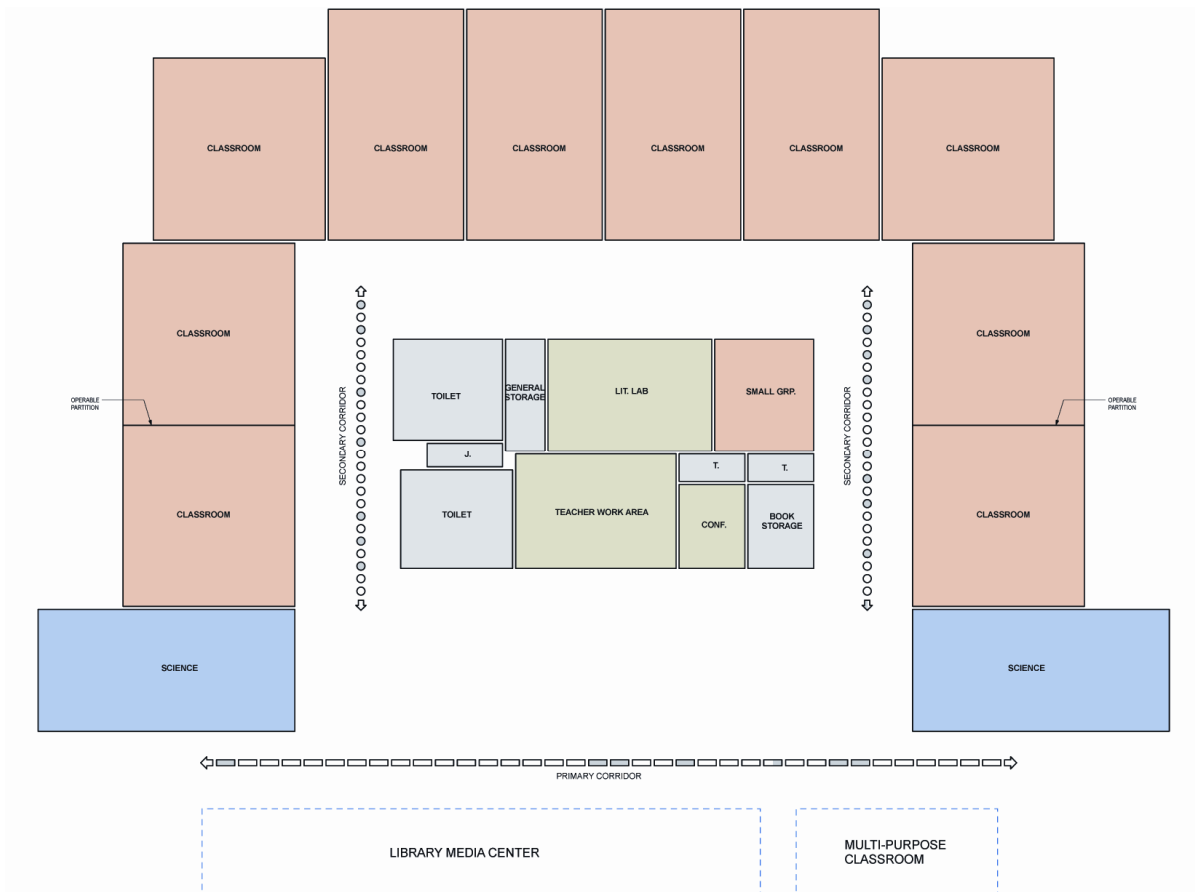 CLASSROOM
CLASSROOM
CLASSROOM
CLASSROOM
CLASSROOM
CLASSROOM
CLASSROOM
CLASSROOM
OPERABLE
PARTITION
SECONDARY CORRIDOR
TOILET
GENERAL
STORAGE
LIT. LAB
SMALL GRP.
SECONDARY CORRIDOR
OPERABLE
PARTITION
J.
T.
T.
CLASSROOM
TOILET
TEACHER WORK AREA
CONF.
BOOK
STORAGE
CLASSROOM
SCIENCE
SCIENCE
PRIMARY CORRIDOR
LIBRARY MEDIA CENTER
MULTI-PURPOSE
CLASSROOM